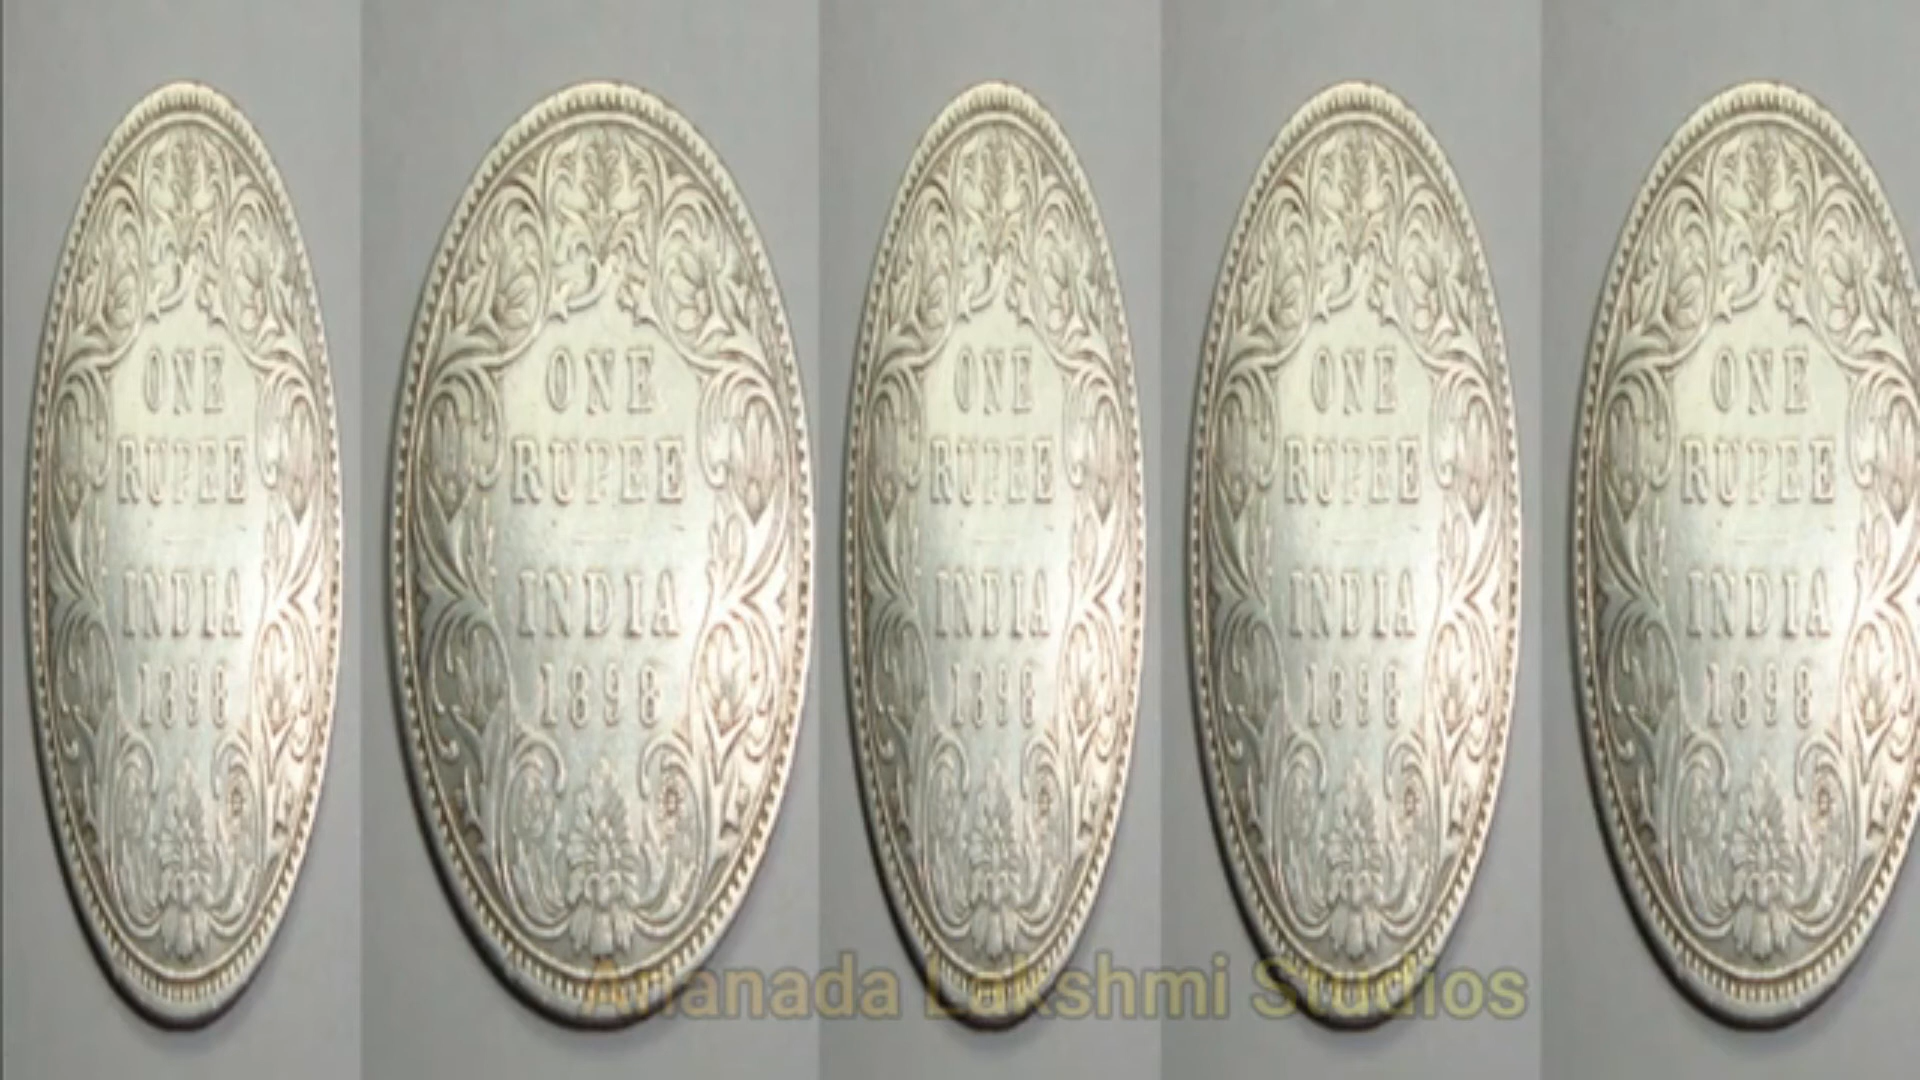 ONE
RUPEE
INDIA
1898
ONE
RUPEE
INDIA
1898
ONE
RUPEE
INDIA
1898
ONE
RUPEE
INDIA
1898
ONE
RUPEE
INDIA
1898
Ananada Lakshmi Studios